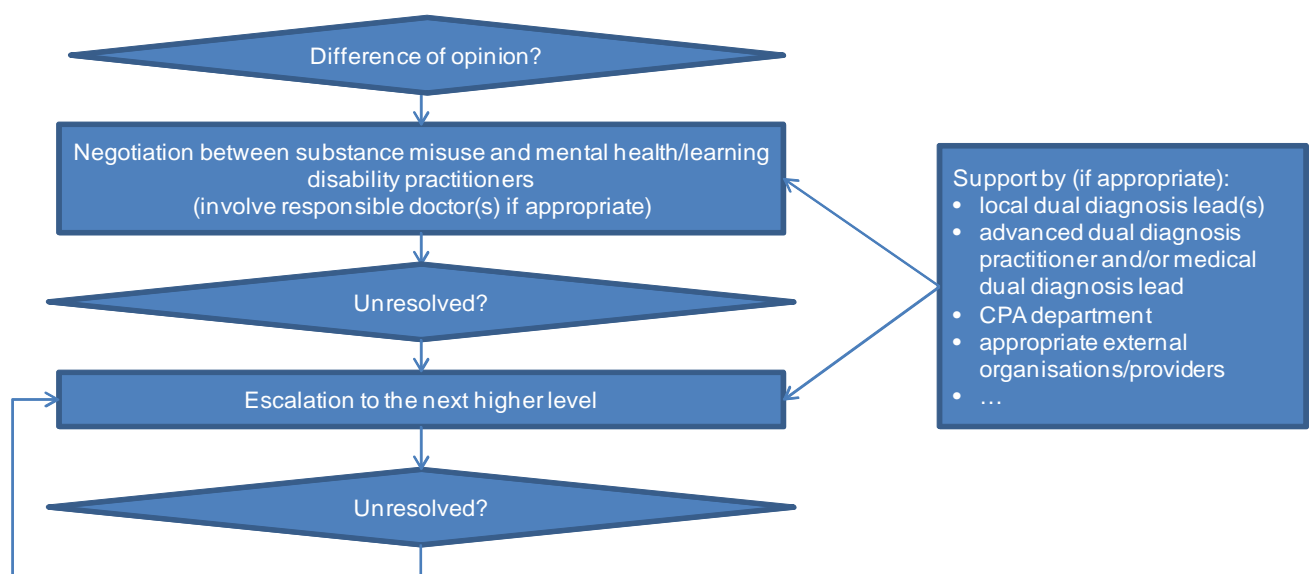 Difference of opinion?
Negotiation between substance misuse and mental health/learning
disability practitioners
(involve responsible doctor(s) if appropriate)
Unresolved?
Escalation to the next higher level
Unresolved?
Support by (if appropriate):
• local dual diagnosis lead(s)
• advanced dual diagnosis
practitioner and/or medical
dual diagnosis lead
• CPA department
• appropriate external
organisations/providers
• …